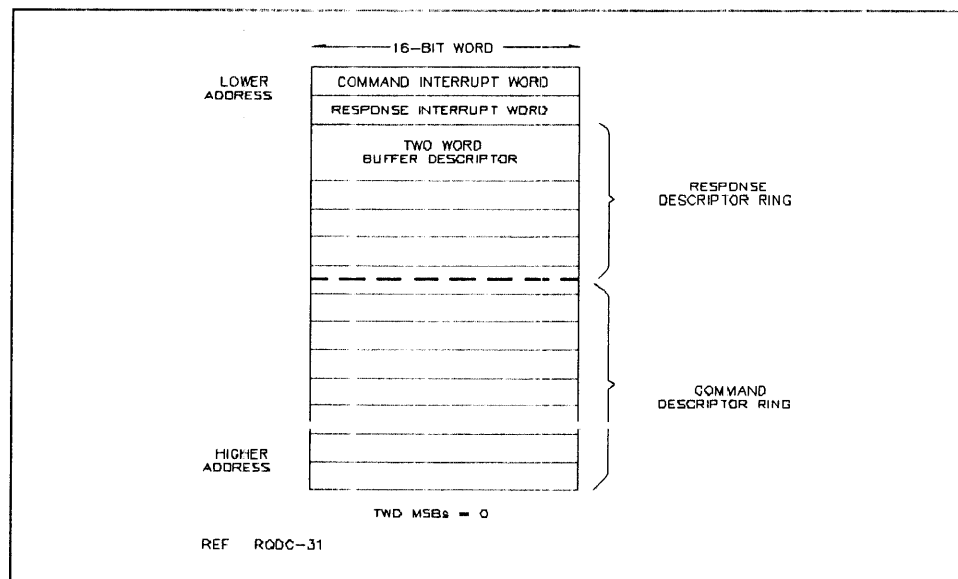 16-BIT WORD
LOWER
ADDRESS
COMMAND INTERRUPT WORD
RESPONSE INTERRUPT WORD
TWO WORD
BUFFER DESCRIPTOR
RESPONSE
DESCRIPTOR RING
COMMAND
DESCRIPTOR RING
HIGHER
ADDRESS
TWO MSBs = 0
REF RQDC-31